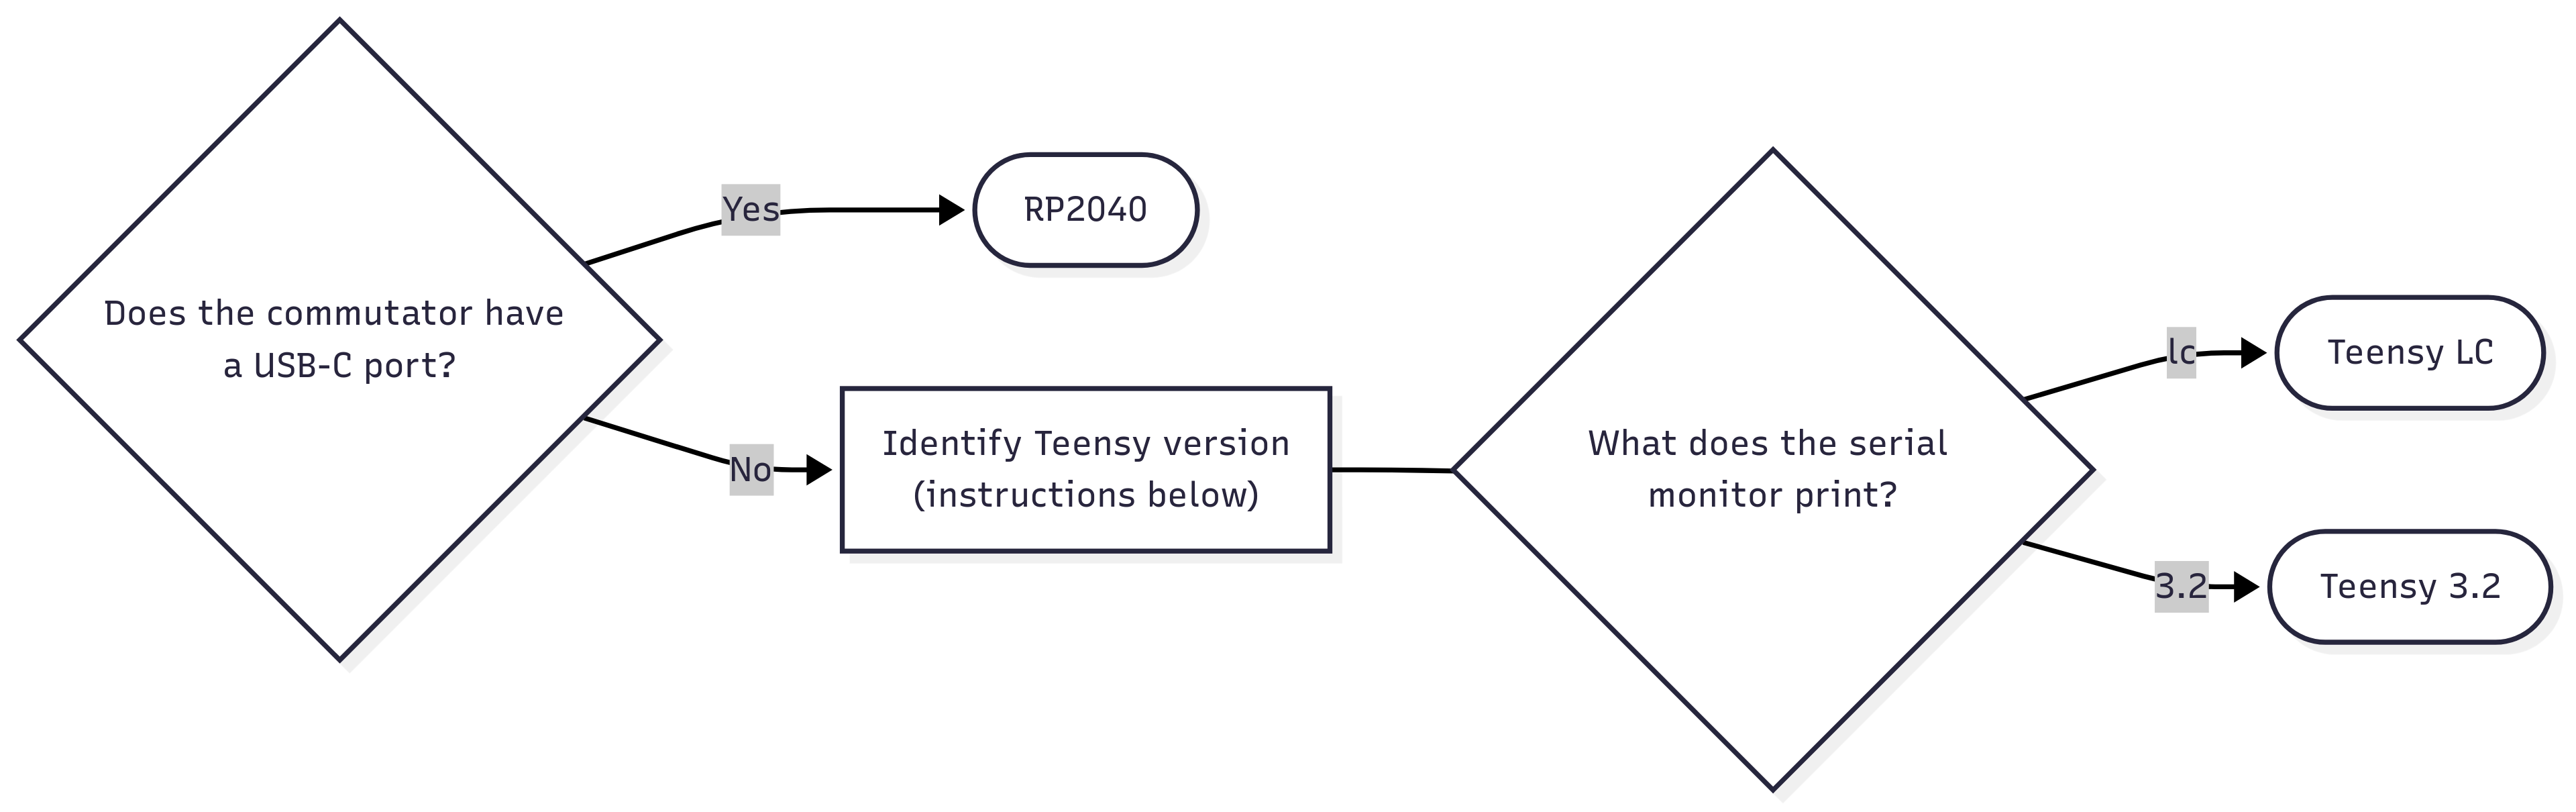 Does the commutator have
a USB-C port?
Yes
RP2040
No
Identify Teensy version
(instructions below)
What does the serial
monitor print?
lc
Teensy LC
3.2
Teensy 3.2